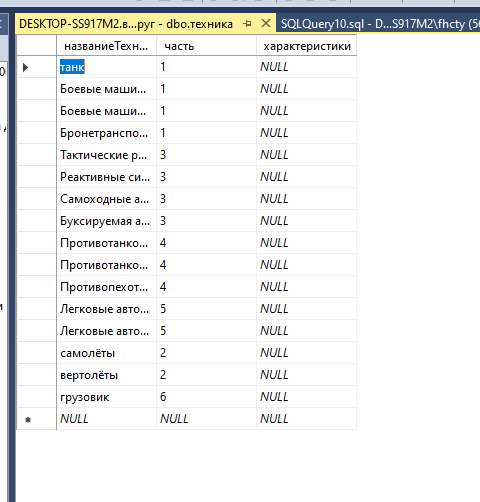 DESKTOP-SS917M2.в...руг - dbo.техника SQLQuery10.sql - D...S917M2\fhcty (5
названиеТехн... часть характеристики
танк 1 NULL
Боевые маши... 1 NULL
Боевые маши... 1 NULL
Бронетранспо... 1 NULL
Тактические р... 3 NULL
Реактивные си... 3 NULL
Самоходные а... 3 NULL
Буксируемая а... 3 NULL
Противотанко... 4 NULL
Противотанко... 4 NULL
Противопехот... 4 NULL
Легковые авто... 5 NULL
Легковые авто... 5 NULL
самолёты 2 NULL
вертолёты 2 NULL
грузовик 6 NULL
NULL NULL NULL